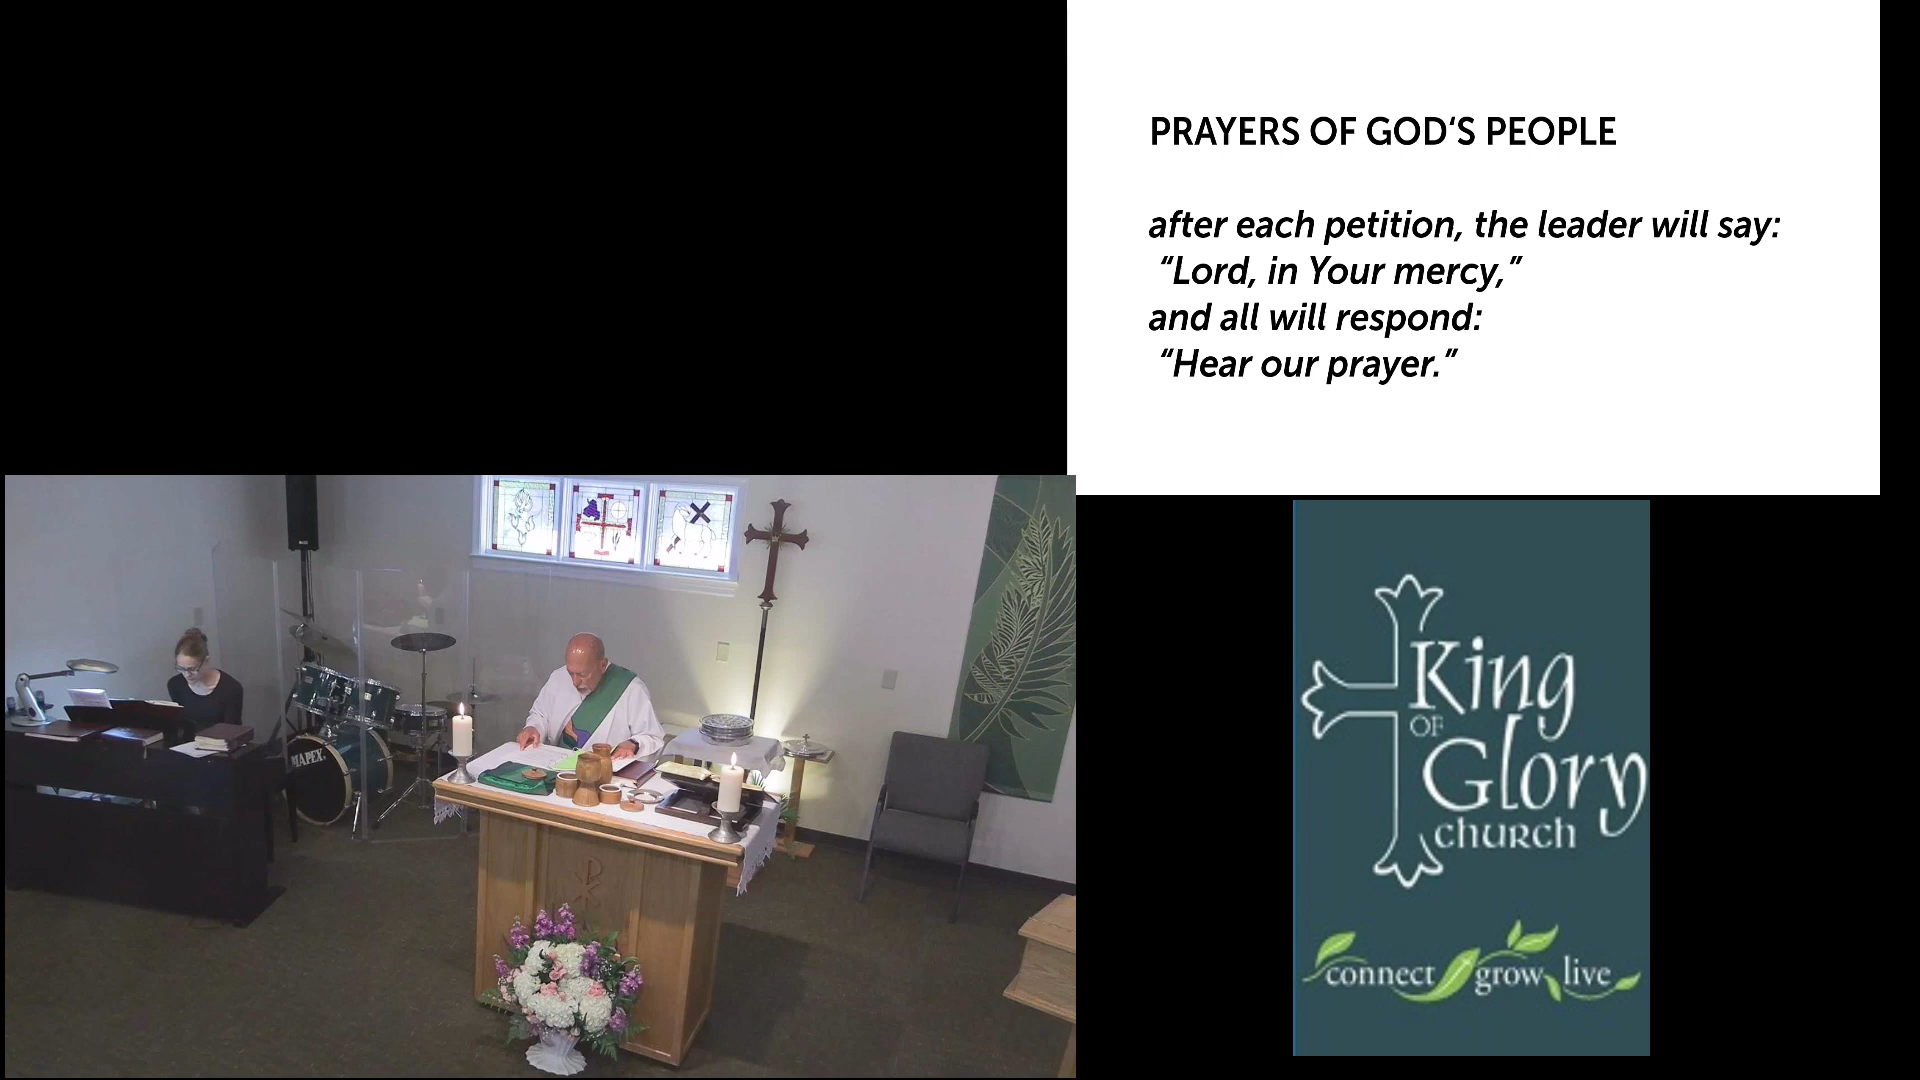 PRAYERS OF GOD‘S PEOPLE
after each petition, the leader will say:
“Lord, in Your mercy,”
and all will respond:
“Hear our prayer.”
MAPEX
King
OF
Glory
church
connect grow live